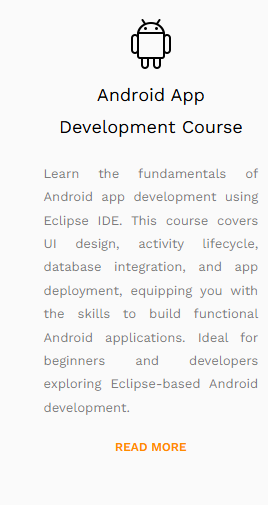 Android App
Development Course
Learn the fundamentals of
Android app development using
Eclipse IDE. This course covers
UI design, activity lifecycle,
database integration, and app
deployment, equipping you with
the skills to build functional
Android applications. Ideal for
beginners and developers
exploring Eclipse-based Android
development.
READ MORE